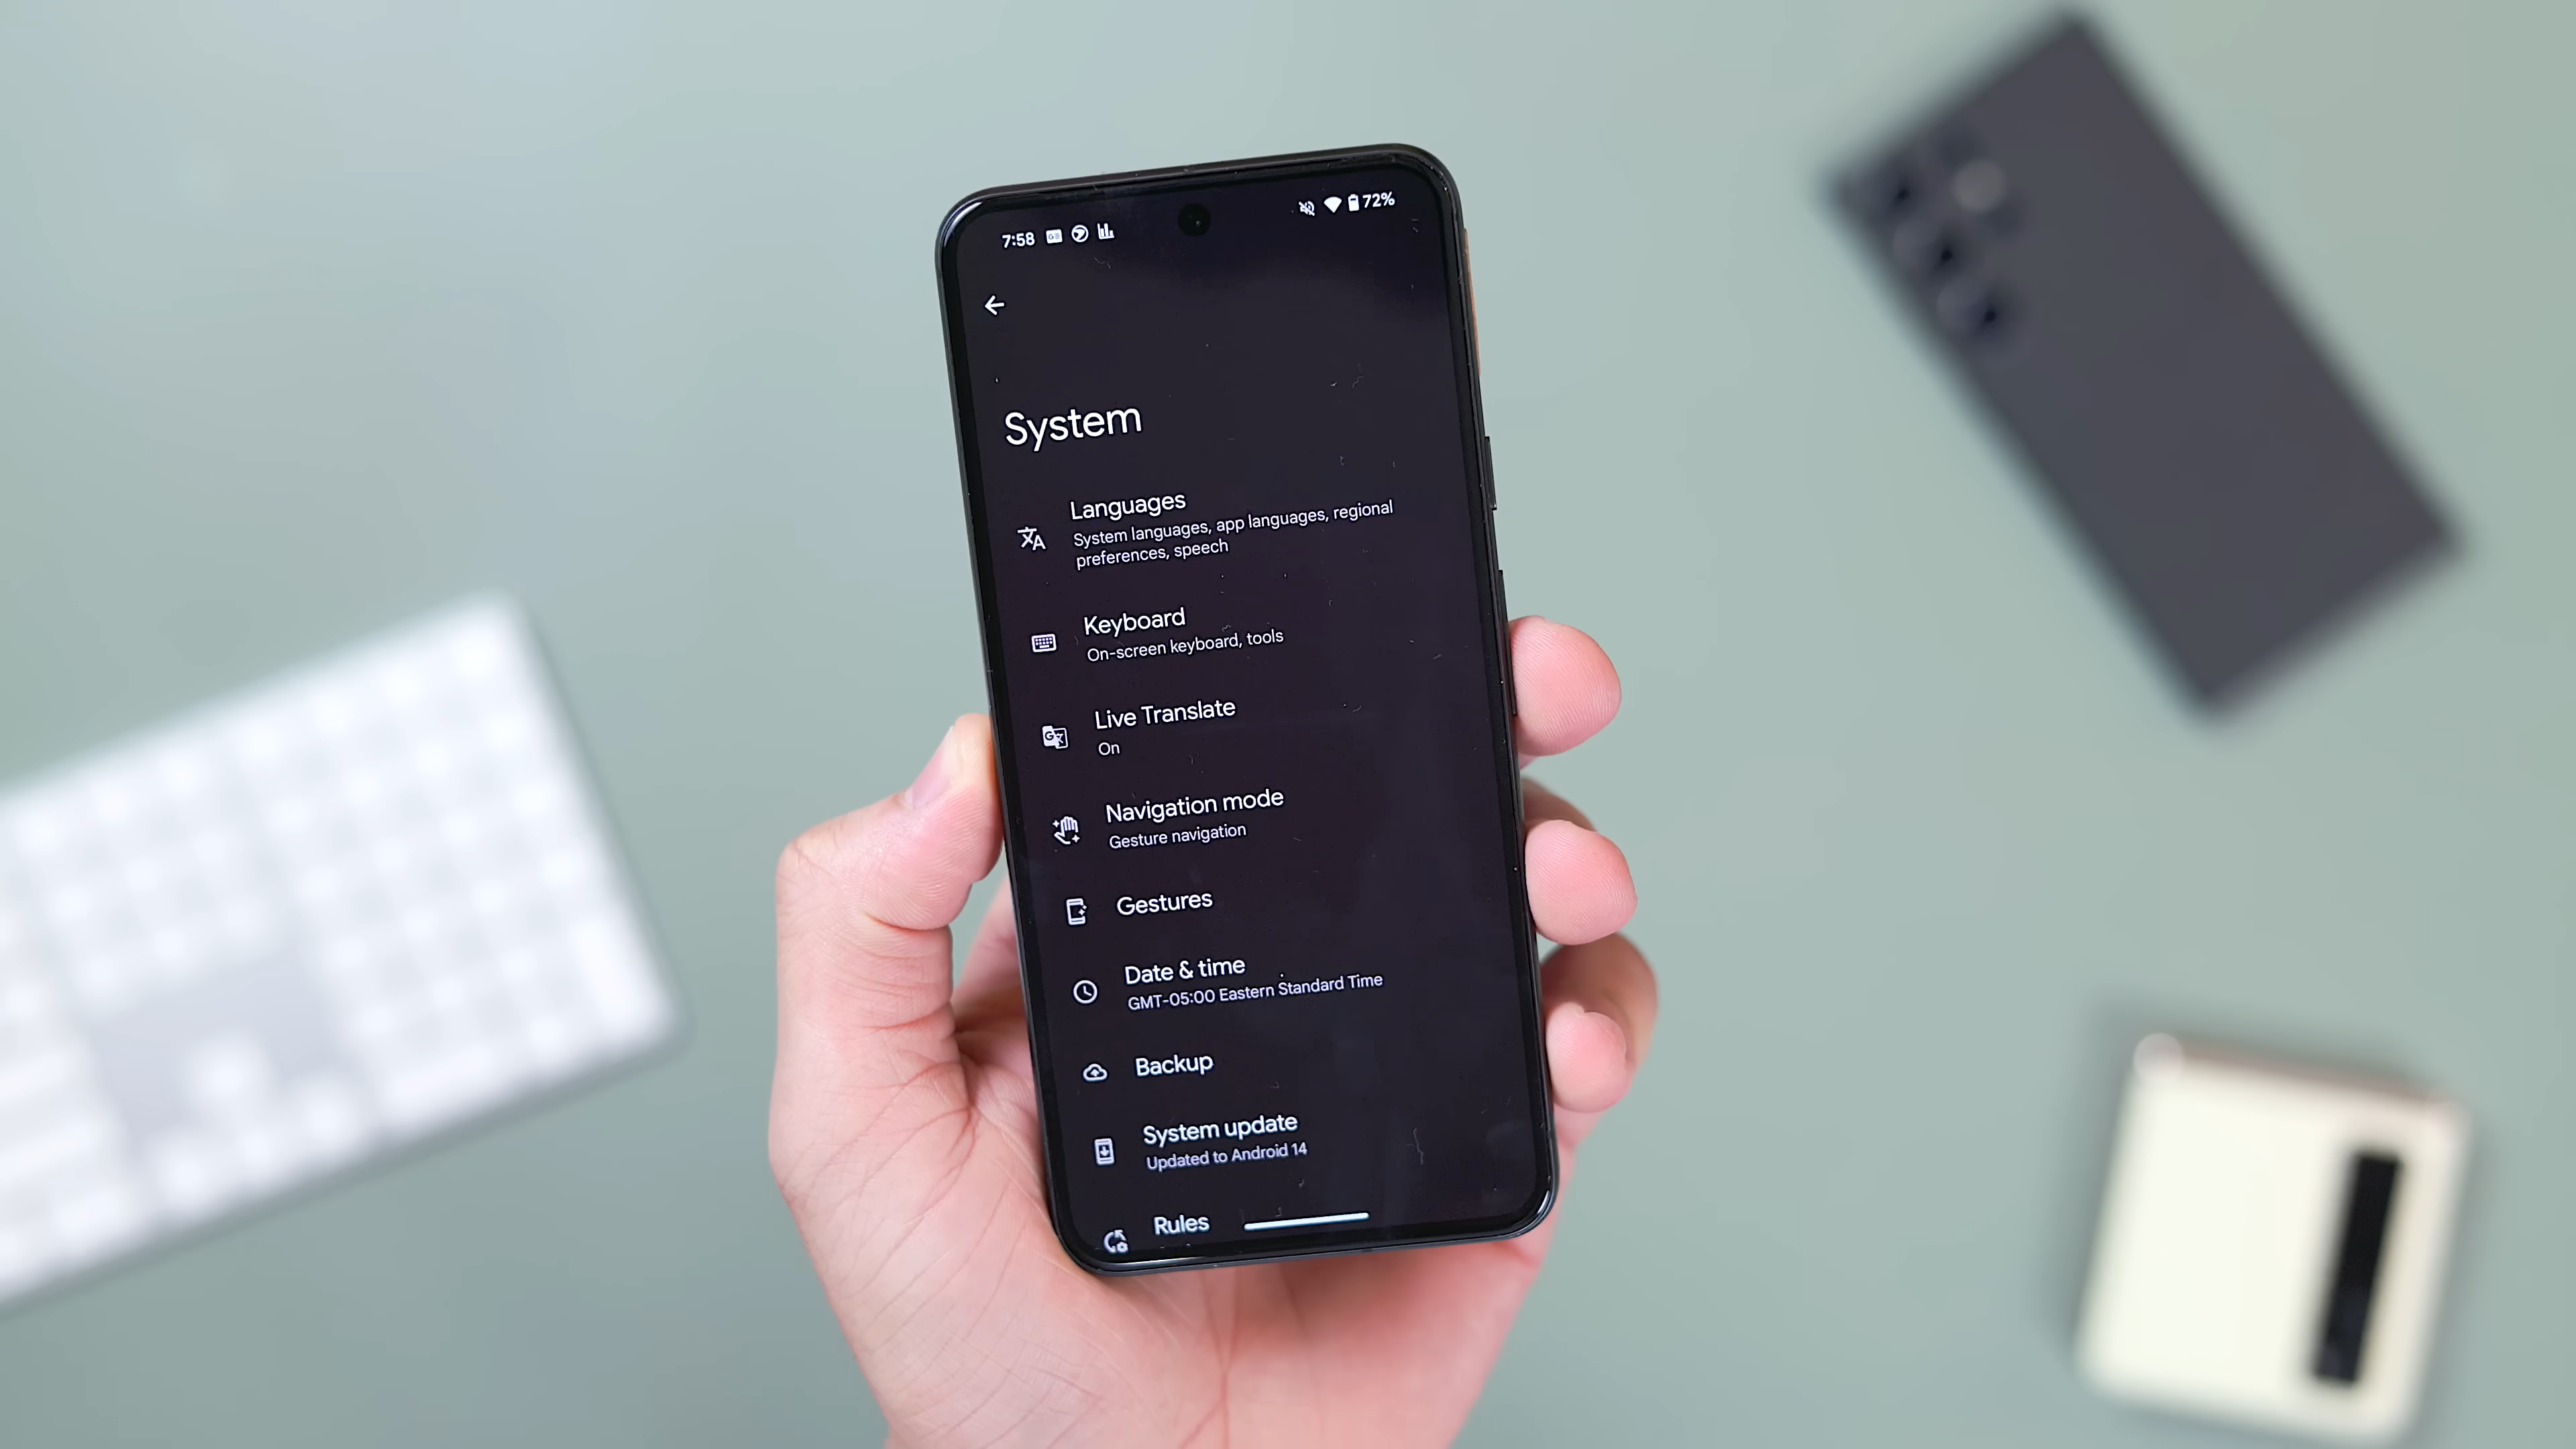 7:58
72%
System
Languages
System languages, app languages, regional
preferences, speech
Keyboard
On-screen keyboard, tools
Live Translate
On
Navigation mode
Gesture navigation
Gestures
Date & time
GMT-05:00 Eastern Standard Time
Backup
System update
Updated to Android 14
Rules